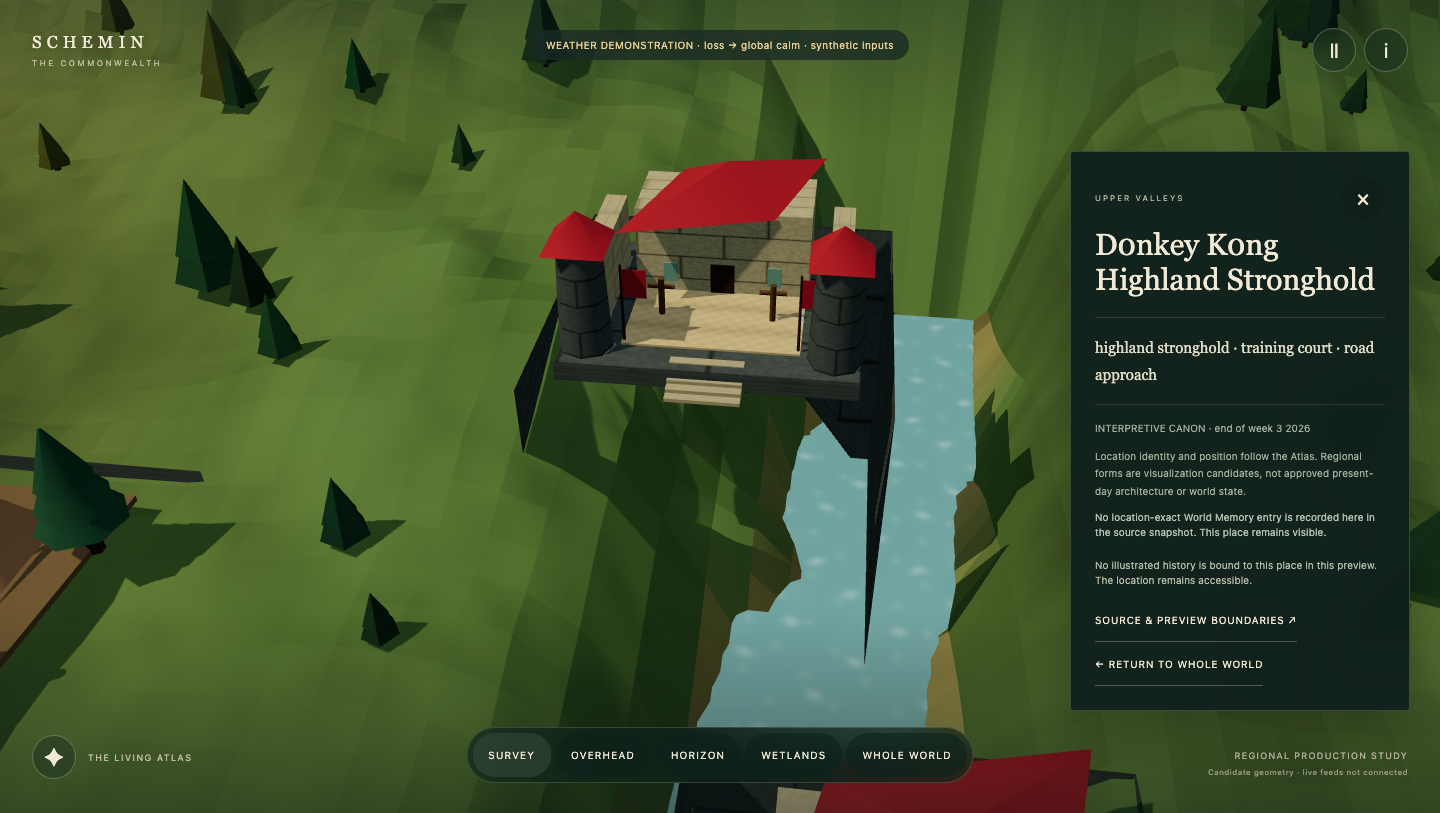 SCHEMIN
THE COMMONWEALTH
WEATHER DEMONSTRATION · loss → global calm · synthetic inputs
i
UPPER VALLEYS
×
Donkey Kong
Highland Stronghold
highland stronghold · training court · road
approach
INTERPRETIVE CANON · end of week 3 2026
Location identity and position follow the Atlas. Regional
forms are visualization candidates, not approved present-
day architecture or world state.
No location-exact World Memory entry is recorded here in
the source snapshot. This place remains visible.
No illustrated history is bound to this place in this preview.
The location remains accessible.
SOURCE & PREVIEW BOUNDARIES ↗
← RETURN TO WHOLE WORLD
THE LIVING ATLAS
SURVEY
OVERHEAD
HORIZON
WETLANDS
WHOLE WORLD
REGIONAL PRODUCTION STUDY
Candidate geometry · live feeds not connected